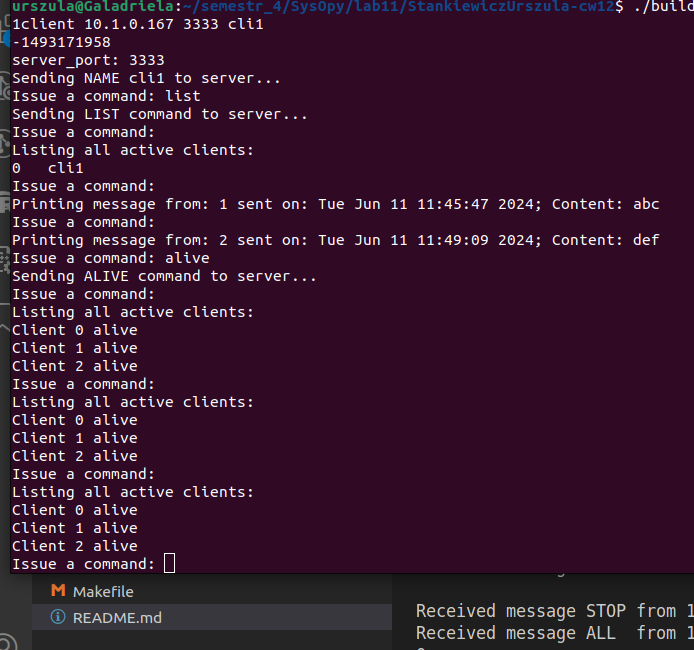 urszula@Galadriela:~/semestr_4/SysOpy/lab11/StankiewiczUrszula-cw12$ ./build
1client 10.1.0.167 3333 cli1
-1493171958
server_port: 3333
Sending NAME cli1 to server...
Issue a command: list
Sending LIST command to server...
Issue a command:
Listing all active clients:
0   cli1
Issue a command:
Printing message from: 1 sent on: Tue Jun 11 11:45:47 2024; Content: abc
Issue a command:
Printing message from: 2 sent on: Tue Jun 11 11:49:09 2024; Content: def
Issue a command: alive
Sending ALIVE command to server...
Issue a command:
Listing all active clients:
Client 0 alive
Client 1 alive
Client 2 alive
Issue a command:
Listing all active clients:
Client 0 alive
Client 1 alive
Client 2 alive
Issue a command:
Listing all active clients:
Client 0 alive
Client 1 alive
Client 2 alive
Issue a command:
Makefile
README.md
Received message STOP from 1
Received message ALL  from 1